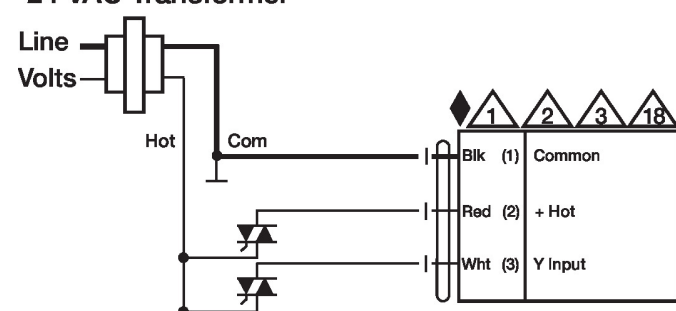 24 VAC Transformer
Line
Volts
Hot
Com
1 2 3 18
Blk (1) Common
Red (2) + Hot
Wht (3) Y Input